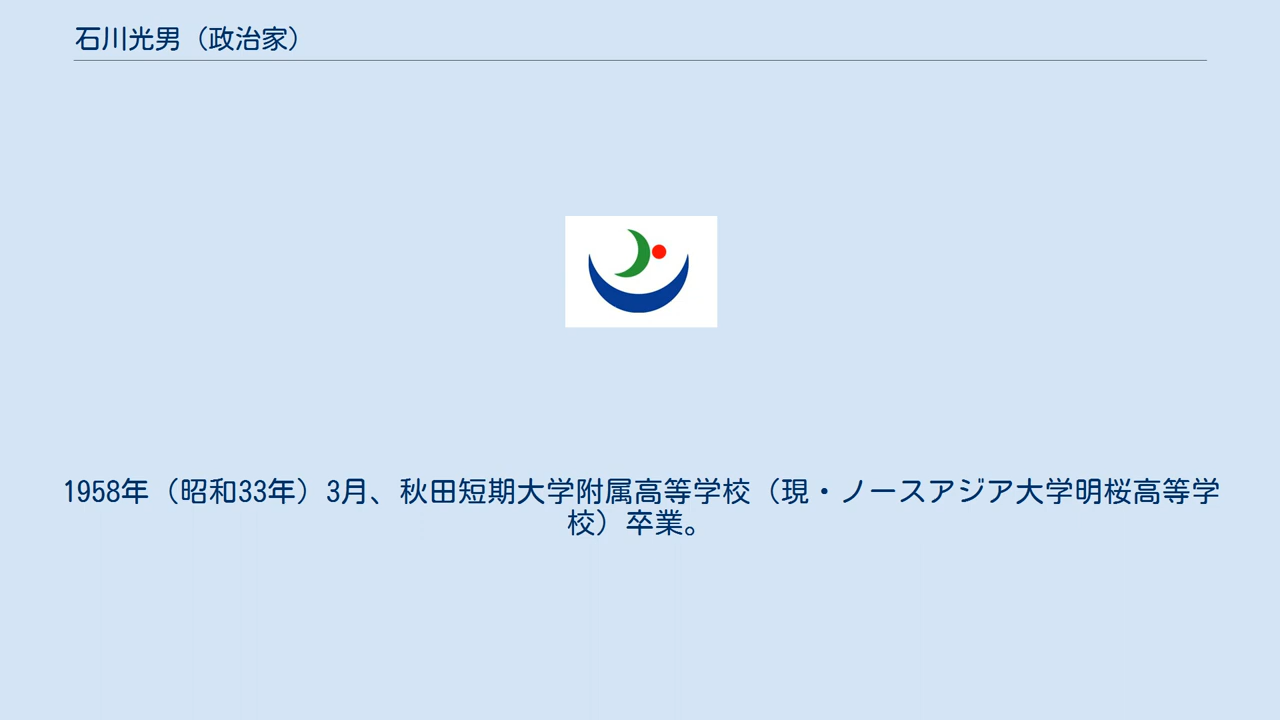 石川光男（政治家）
1958年（昭和33年）3月、秋田短期大学附属高等学校（現・ノースアジア大学明桜高等学
校）卒業。